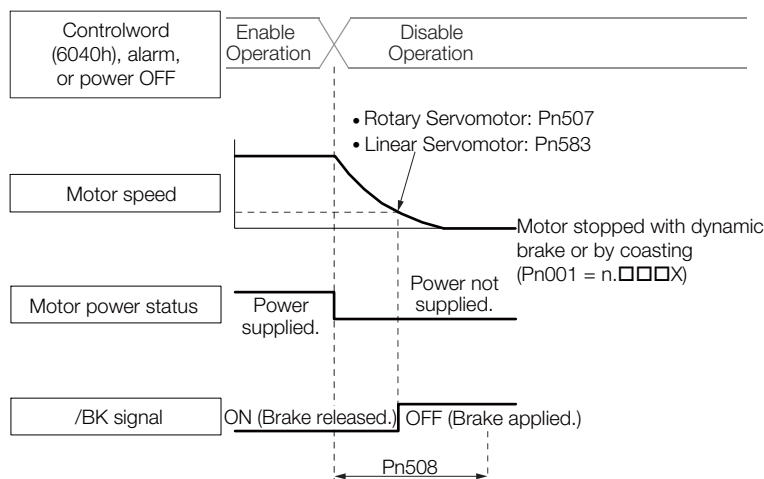 Controlword
(6040h), alarm,
or power OFF
Enable
Operation
Disable
Operation
• Rotary Servomotor: Pn507
• Linear Servomotor: Pn583
Motor speed
Motor stopped with dynamic
brake or by coasting
(Pn001 = n.□□□X)
Motor power status
Power
supplied.
Power not
supplied.
/BK signal
ON (Brake released.)
OFF (Brake applied.)
Pn508